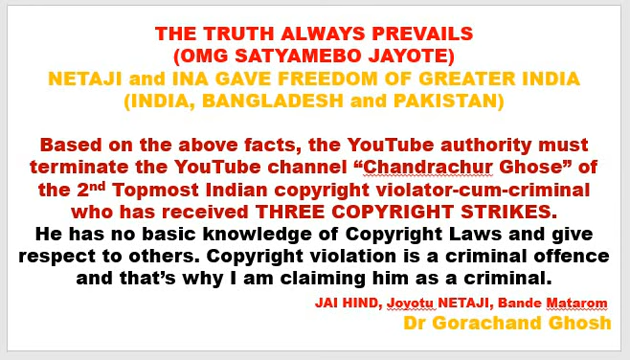 THE TRUTH ALWAYS PREVAILS
(OMG SATYAMEBO JAYOTE)
NETAJI and INA GAVE FREEDOM OF GREATER INDIA
(INDIA, BANGLADESH and PAKISTAN)
Based on the above facts, the YouTube authority must
terminate the YouTube channel “Chandrachur Ghose” of
the 2nd Topmost Indian copyright violator-cum-criminal
who has received THREE COPYRIGHT STRIKES.
He has no basic knowledge of Copyright Laws and give
respect to others. Copyright violation is a criminal offence
and that’s why I am claiming him as a criminal.
JAI HIND, Joyotu NETAJI, Bande Matarom
Dr Gorachand Ghosh